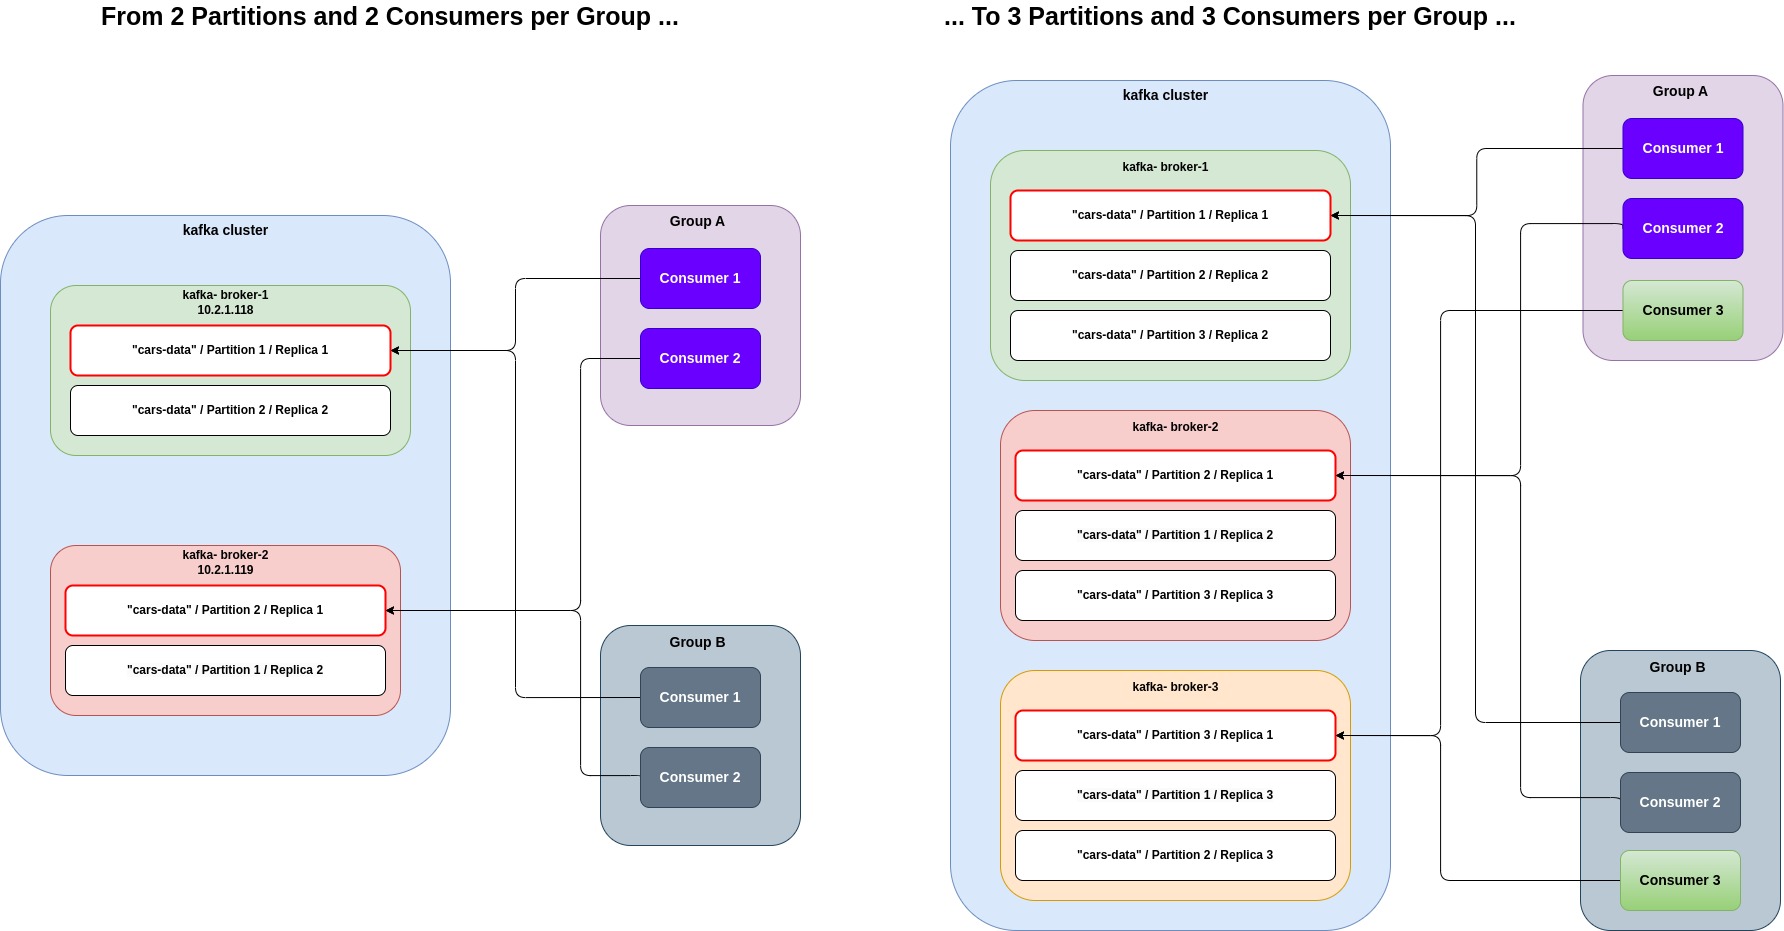 From 2 Partitions and 2 Consumers per Group ...
kafka cluster
kafka- broker-1
10.2.1.118
"cars-data" / Partition 1 / Replica 1
"cars-data" / Partition 2 / Replica 2
kafka- broker-2
10.2.1.119
"cars-data" / Partition 2 / Replica 1
"cars-data" / Partition 1 / Replica 2
Group A
Consumer 1
Consumer 2
Group B
Consumer 1
Consumer 2
... To 3 Partitions and 3 Consumers per Group ...
kafka cluster
kafka- broker-1
"cars-data" / Partition 1 / Replica 1
"cars-data" / Partition 2 / Replica 2
"cars-data" / Partition 3 / Replica 2
kafka- broker-2
"cars-data" / Partition 2 / Replica 1
"cars-data" / Partition 1 / Replica 2
"cars-data" / Partition 3 / Replica 3
kafka- broker-3
"cars-data" / Partition 3 / Replica 1
"cars-data" / Partition 1 / Replica 3
"cars-data" / Partition 2 / Replica 3
Group A
Consumer 1
Consumer 2
Consumer 3
Group B
Consumer 1
Consumer 2
Consumer 3